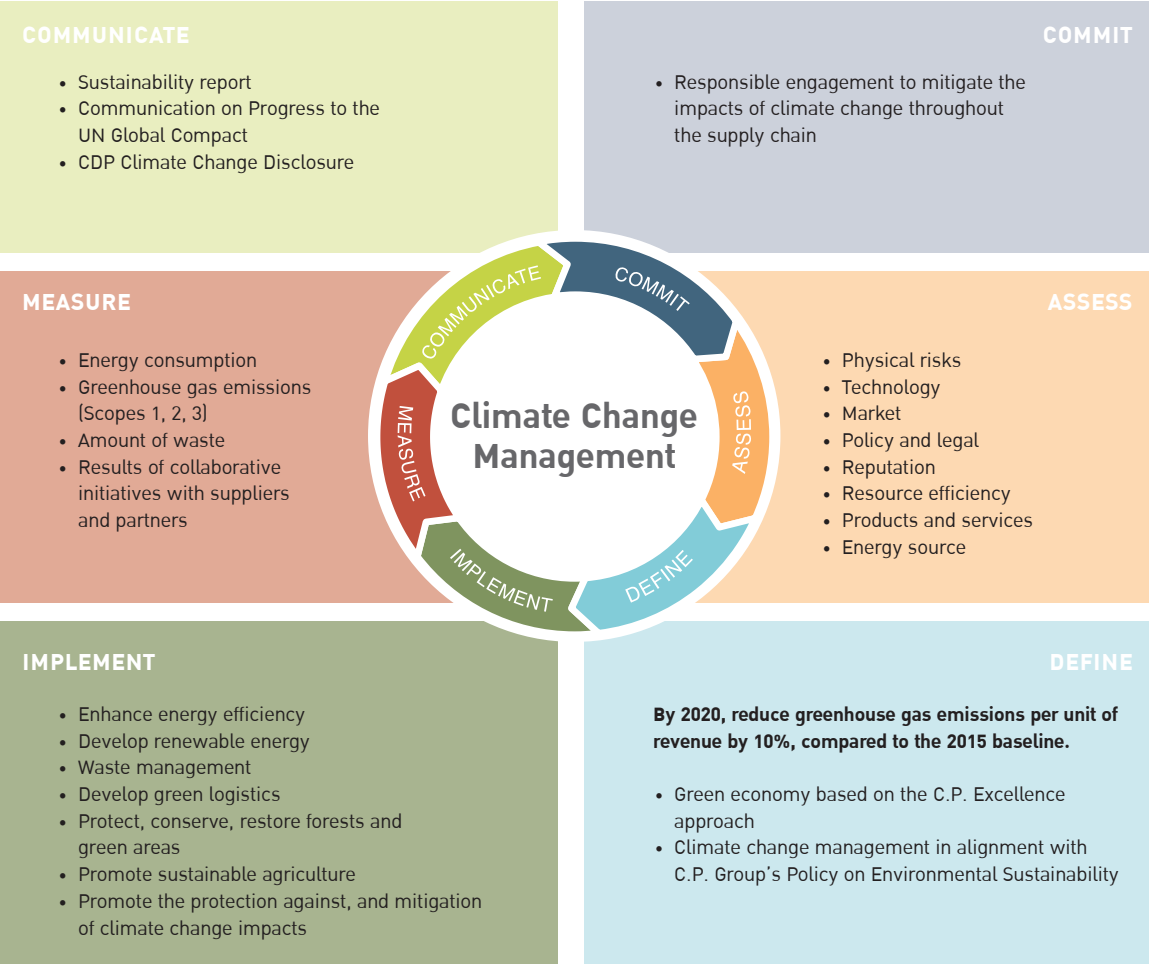 COMMUNICATE
• Sustainability report
• Communication on Progress to the
UN Global Compact
• CDP Climate Change Disclosure
COMMIT
• Responsible engagement to mitigate the
impacts of climate change throughout
the supply chain
MEASURE
• Energy consumption
• Greenhouse gas emissions
(Scopes 1, 2, 3)
• Amount of waste
• Results of collaborative
initiatives with suppliers
and partners
COMMUNICATE
COMMIT
ASSESS
DEFINE
IMPLEMENT
MEASURE
Climate Change
Management
ASSESS
• Physical risks
• Technology
• Market
• Policy and legal
• Reputation
• Resource efficiency
• Products and services
• Energy source
IMPLEMENT
• Enhance energy efficiency
• Develop renewable energy
• Waste management
• Develop green logistics
• Protect, conserve, restore forests and
green areas
• Promote sustainable agriculture
• Promote the protection against, and mitigation
of climate change impacts
DEFINE
By 2020, reduce greenhouse gas emissions per unit of
revenue by 10%, compared to the 2015 baseline.
• Green economy based on the C.P. Excellence
approach
• Climate change management in alignment with
C.P. Group’s Policy on Environmental Sustainability